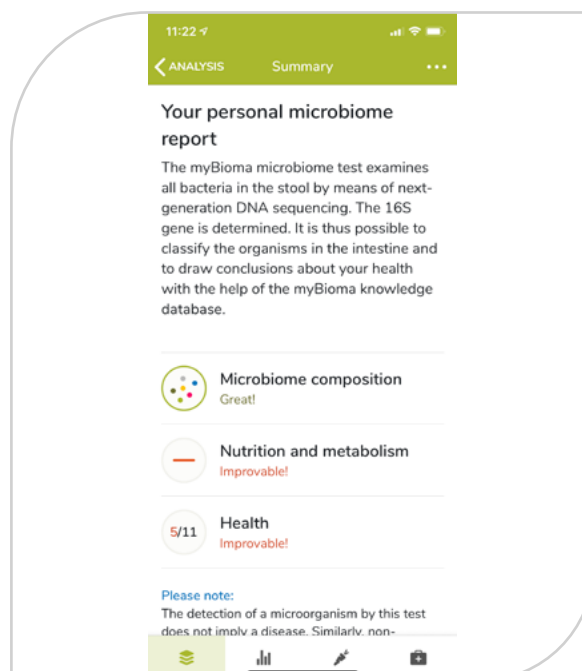 11:22
ANALYSIS Summary
Your personal microbiome
report
The myBioma microbiome test examines
all bacteria in the stool by means of next-
generation DNA sequencing. The 16S
gene is determined. It is thus possible to
classify the organisms in the intestine and
to draw conclusions about your health
with the help of the myBioma knowledge
database.
Microbiome composition
Great!
Nutrition and metabolism
Improvable!
5/11
Health
Improvable!
Please note:
The detection of a microorganism by this test
does not imply a disease. Similarly, non-